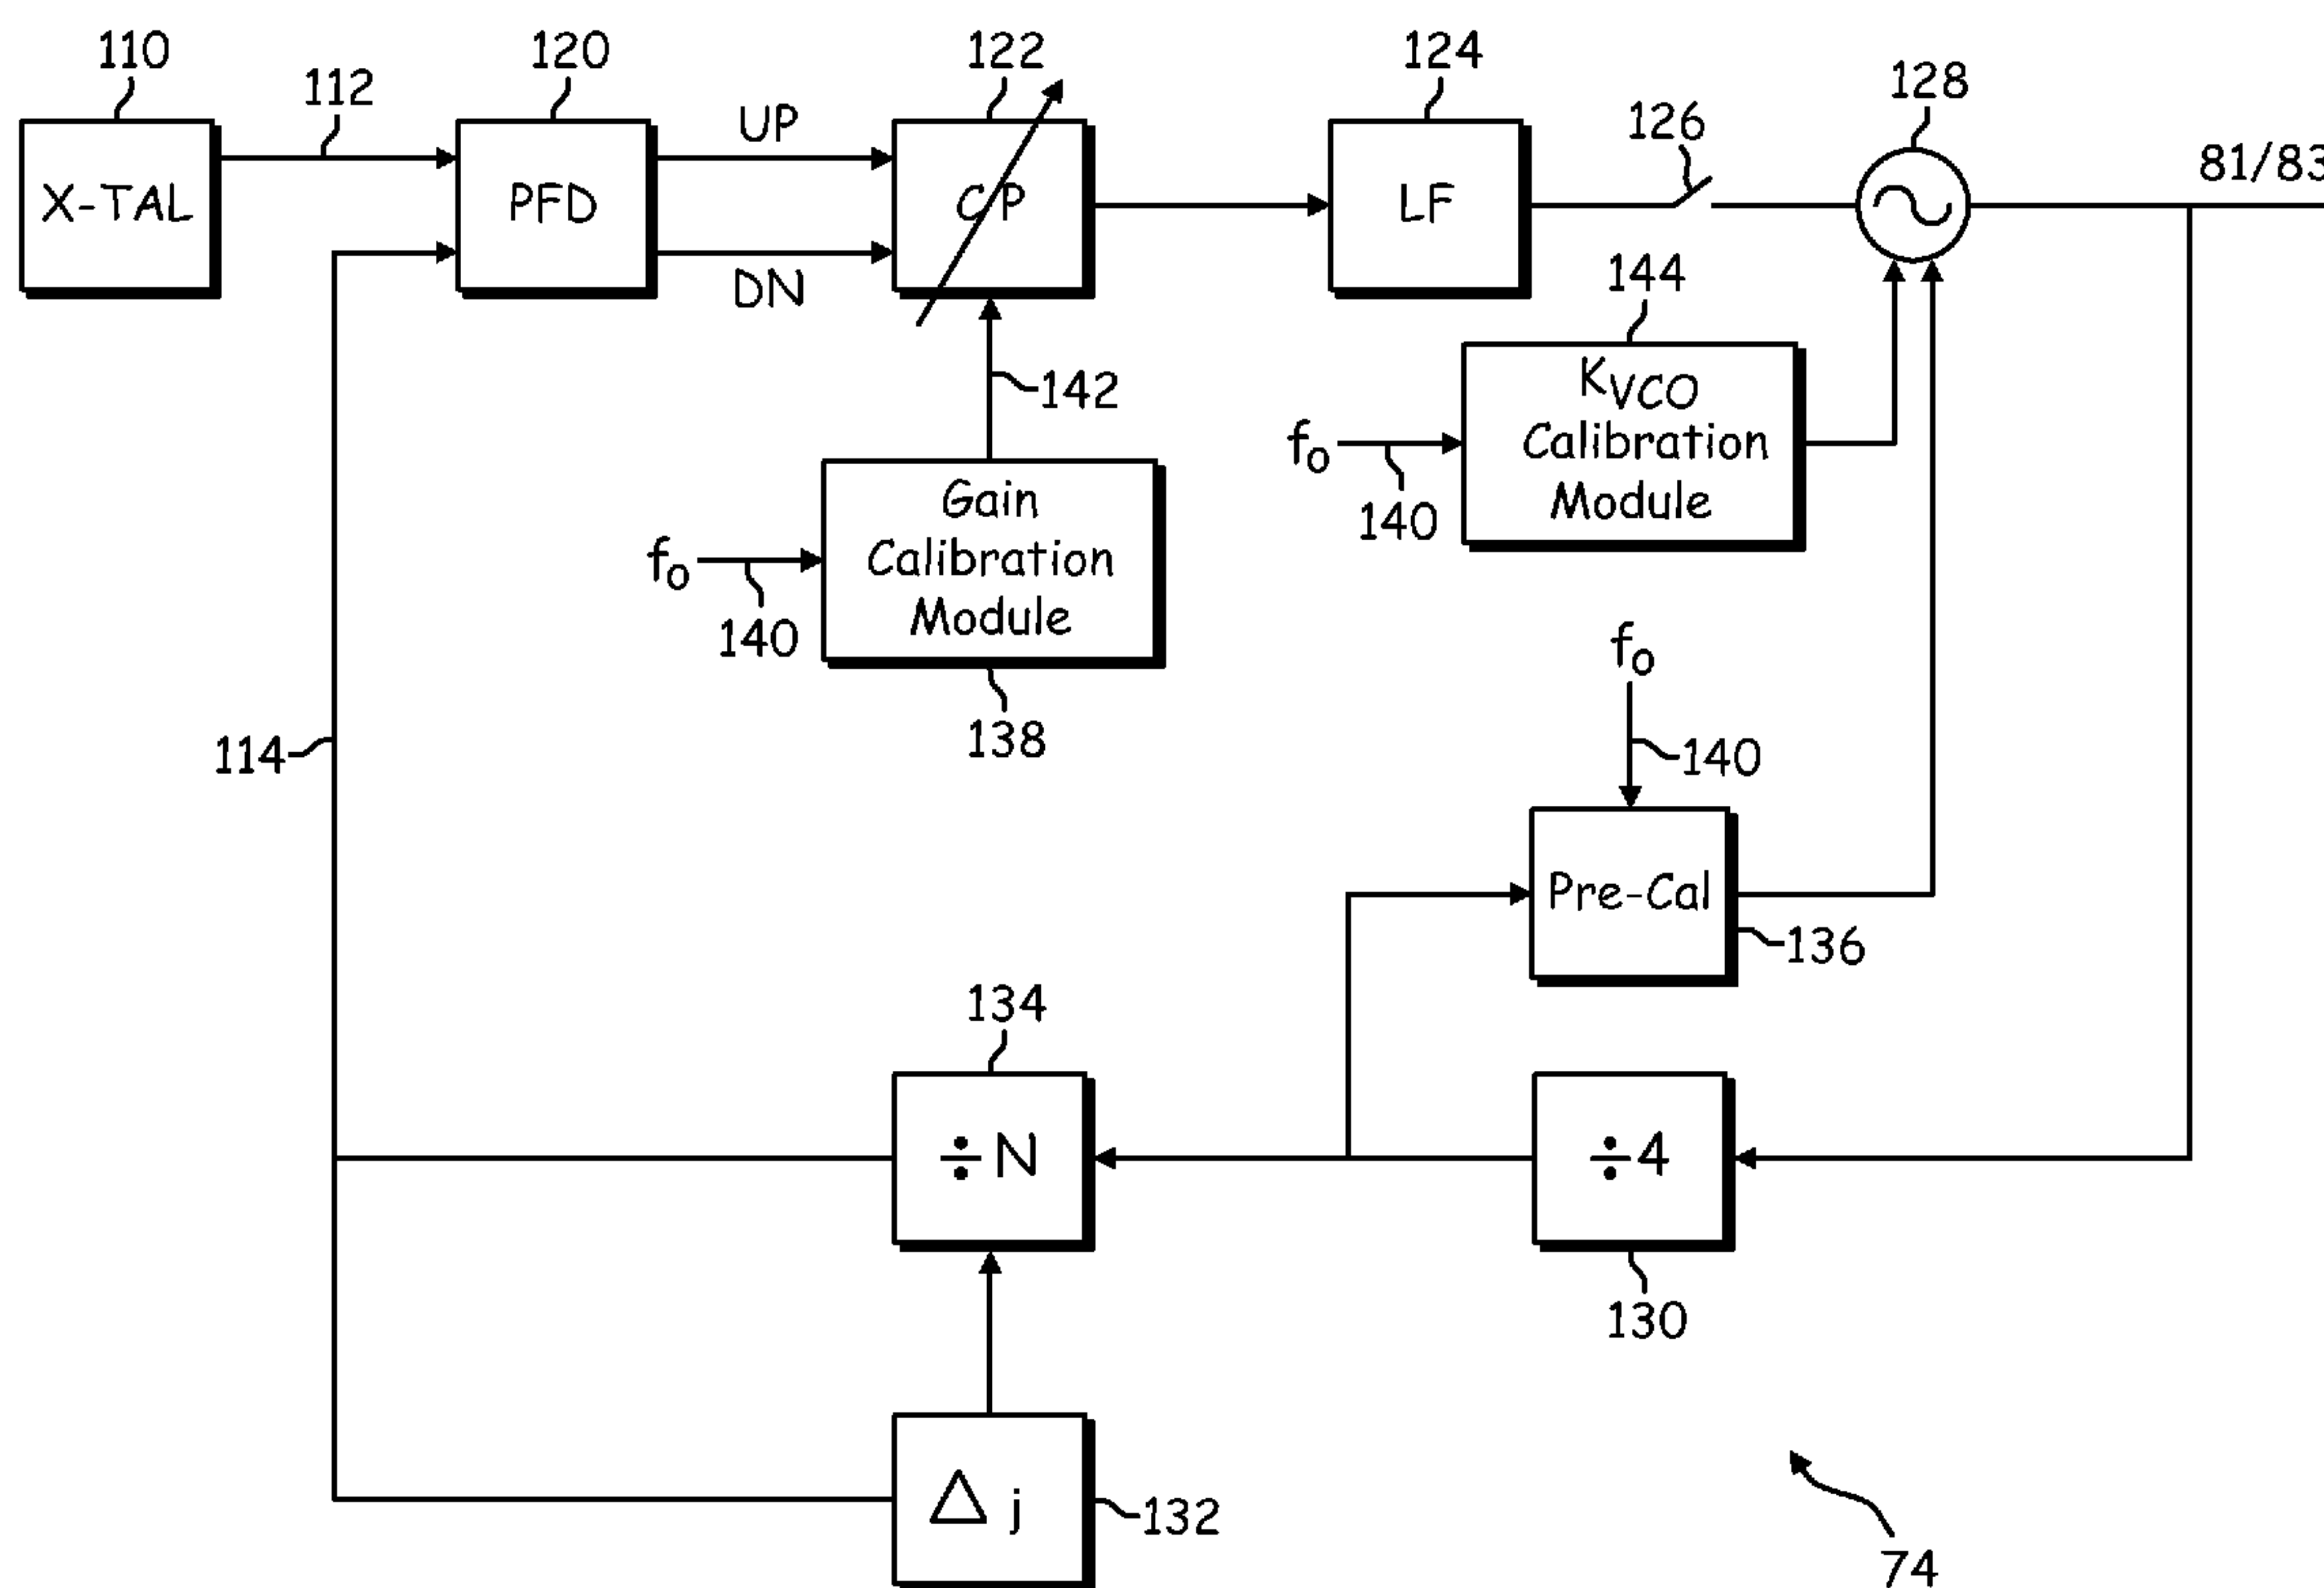 110
112
120
UP
DN
122
124
126
128
81/83
X-TAL
PFD
CP
LF
144
KVCO
Calibration
Module
fo
140
142
Gain
Calibration
Module
fo
140
138
fo
140
114
Pre-Cal
136
134
÷ N
÷4
130
Δ j
132
74